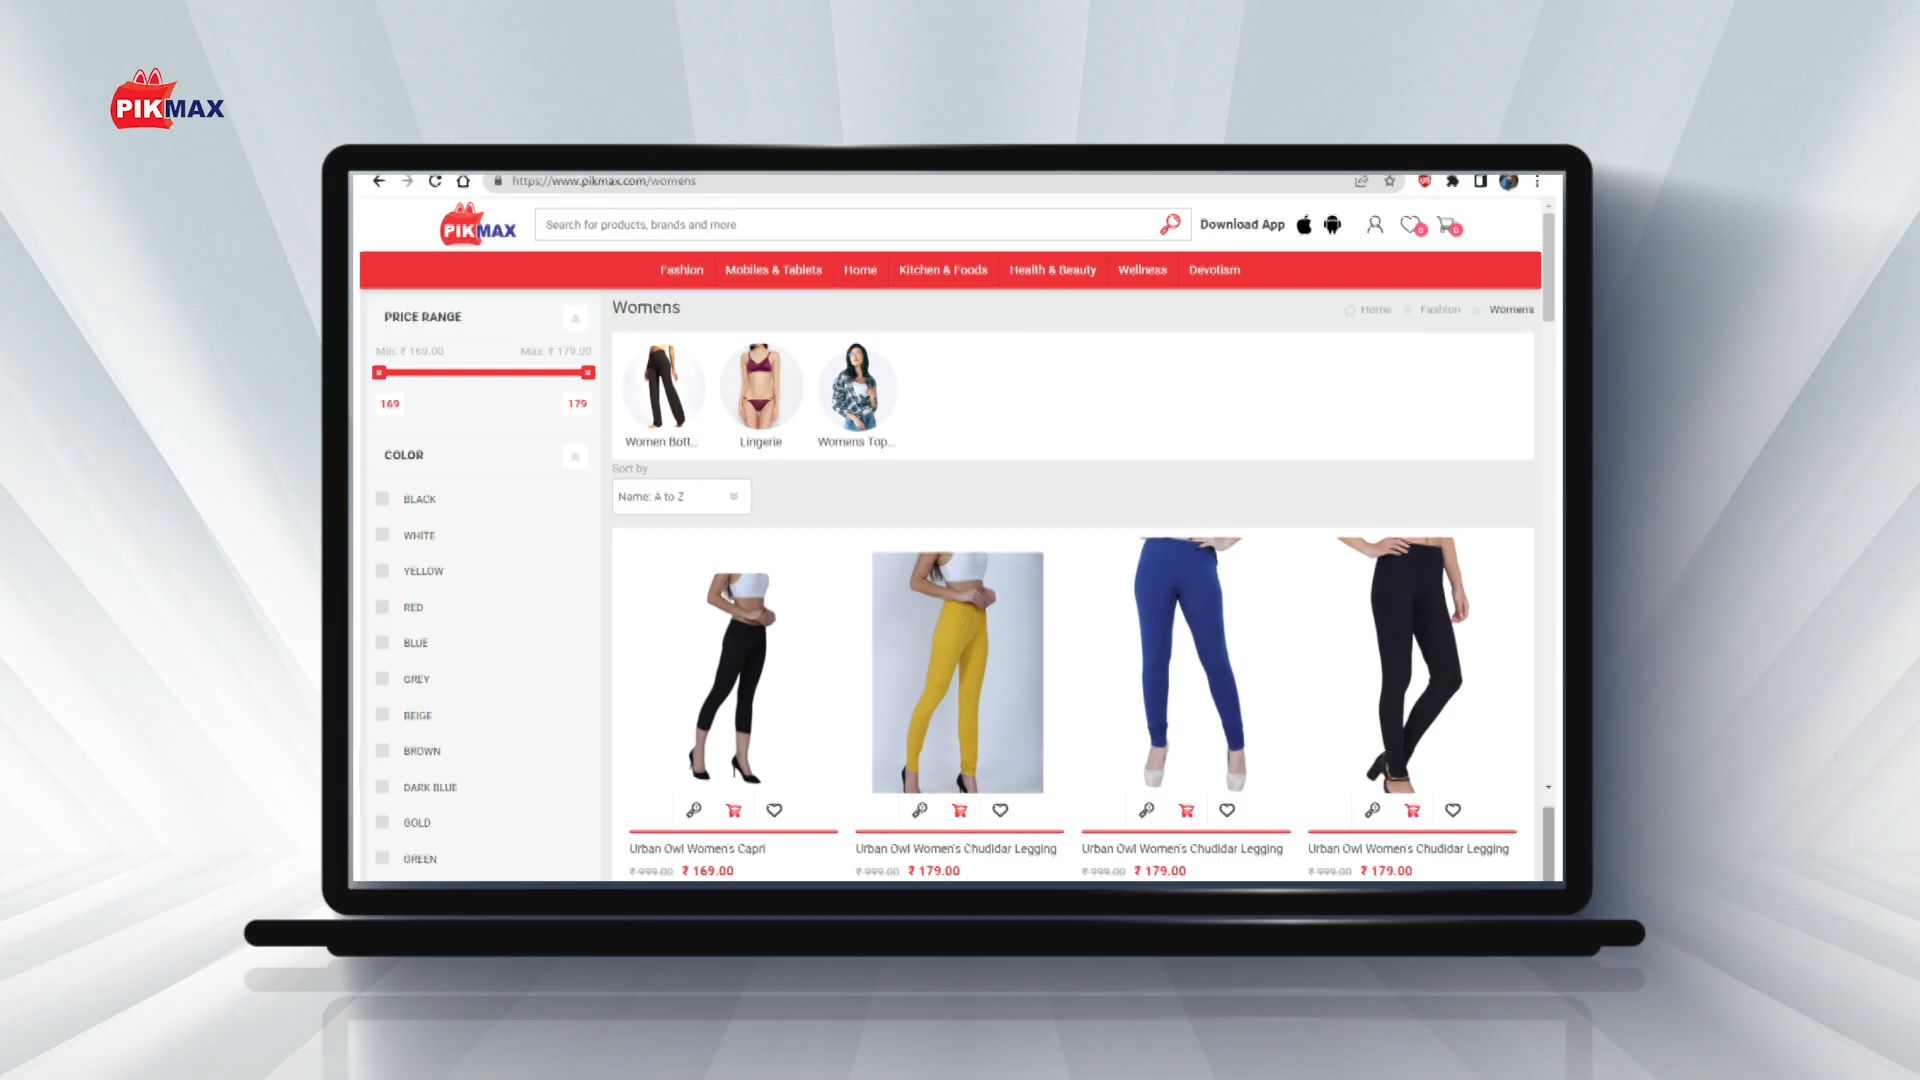 PIKMAX
https://www.pikmax.com/womens
PIKMAX
Search for products, brands and more
Download App
0
0
Fashion
Mobiles & Tablets
Home
Kitchen & Foods
Health & Beauty
Wellness
Devotism
PRICE RANGE
Min: ₹ 169.00
Max: ₹ 179.00
169
179
COLOR
BLACK
WHITE
YELLOW
RED
BLUE
GREY
BEIGE
BROWN
DARK BLUE
GOLD
GREEN
Womens
Home
Fashion
Womens
Women Bott...
Lingerie
Womens Top...
Sort by
Name: A to Z
Urban Owl Women's Capri
₹ 999.00 ₹ 169.00
Urban Owl Women's Chudidar Legging
₹ 999.00 ₹ 179.00
Urban Owl Women's Chudidar Legging
₹ 999.00 ₹ 179.00
Urban Owl Women's Chudidar Legging
₹ 999.00 ₹ 179.00